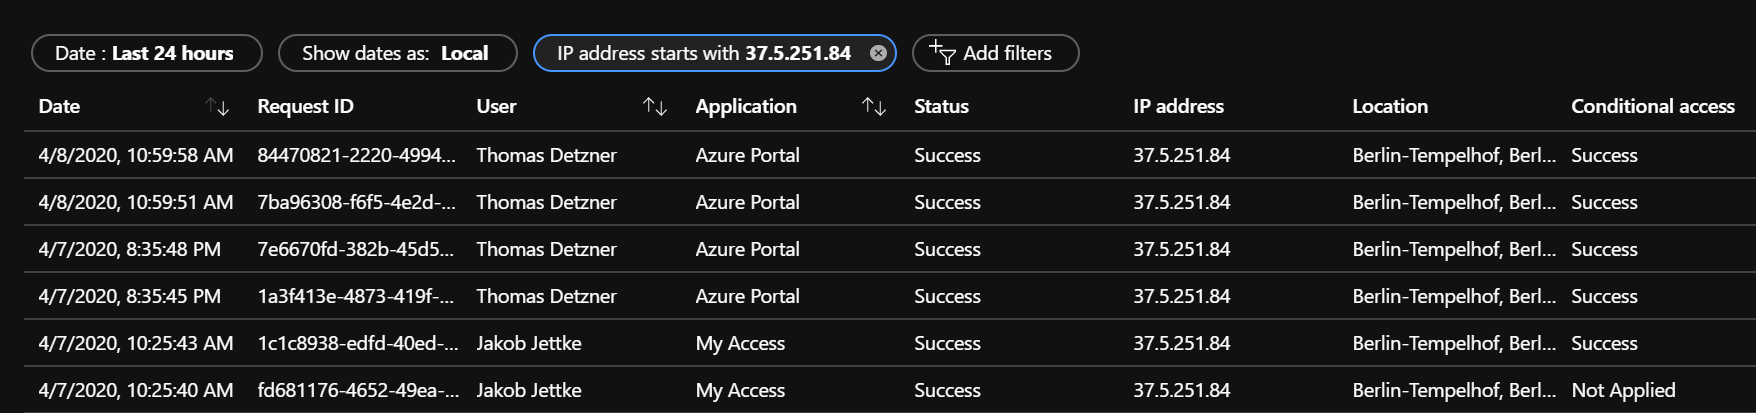 Date : Last 24 hours Show dates as: Local IP address starts with 37.5.251.84 Add filters
Date Request ID User Application Status IP address Location Conditional access
4/8/2020, 10:59:58 AM 84470821-2220-4994... Thomas Detzner Azure Portal Success 37.5.251.84 Berlin-Tempelhof, Berl... Success
4/8/2020, 10:59:51 AM 7ba96308-f6f5-4e2d-... Thomas Detzner Azure Portal Success 37.5.251.84 Berlin-Tempelhof, Berl... Success
4/7/2020, 8:35:48 PM 7e6670fd-382b-45d5... Thomas Detzner Azure Portal Success 37.5.251.84 Berlin-Tempelhof, Berl... Success
4/7/2020, 8:35:45 PM 1a3f413e-4873-419f-... Thomas Detzner Azure Portal Success 37.5.251.84 Berlin-Tempelhof, Berl... Success
4/7/2020, 10:25:43 AM 1c1c8938-edfd-40ed-... Jakob Jettke My Access Success 37.5.251.84 Berlin-Tempelhof, Berl... Success
4/7/2020, 10:25:40 AM fd681176-4652-49ea-... Jakob Jettke My Access Success 37.5.251.84 Berlin-Tempelhof, Berl... Not Applied